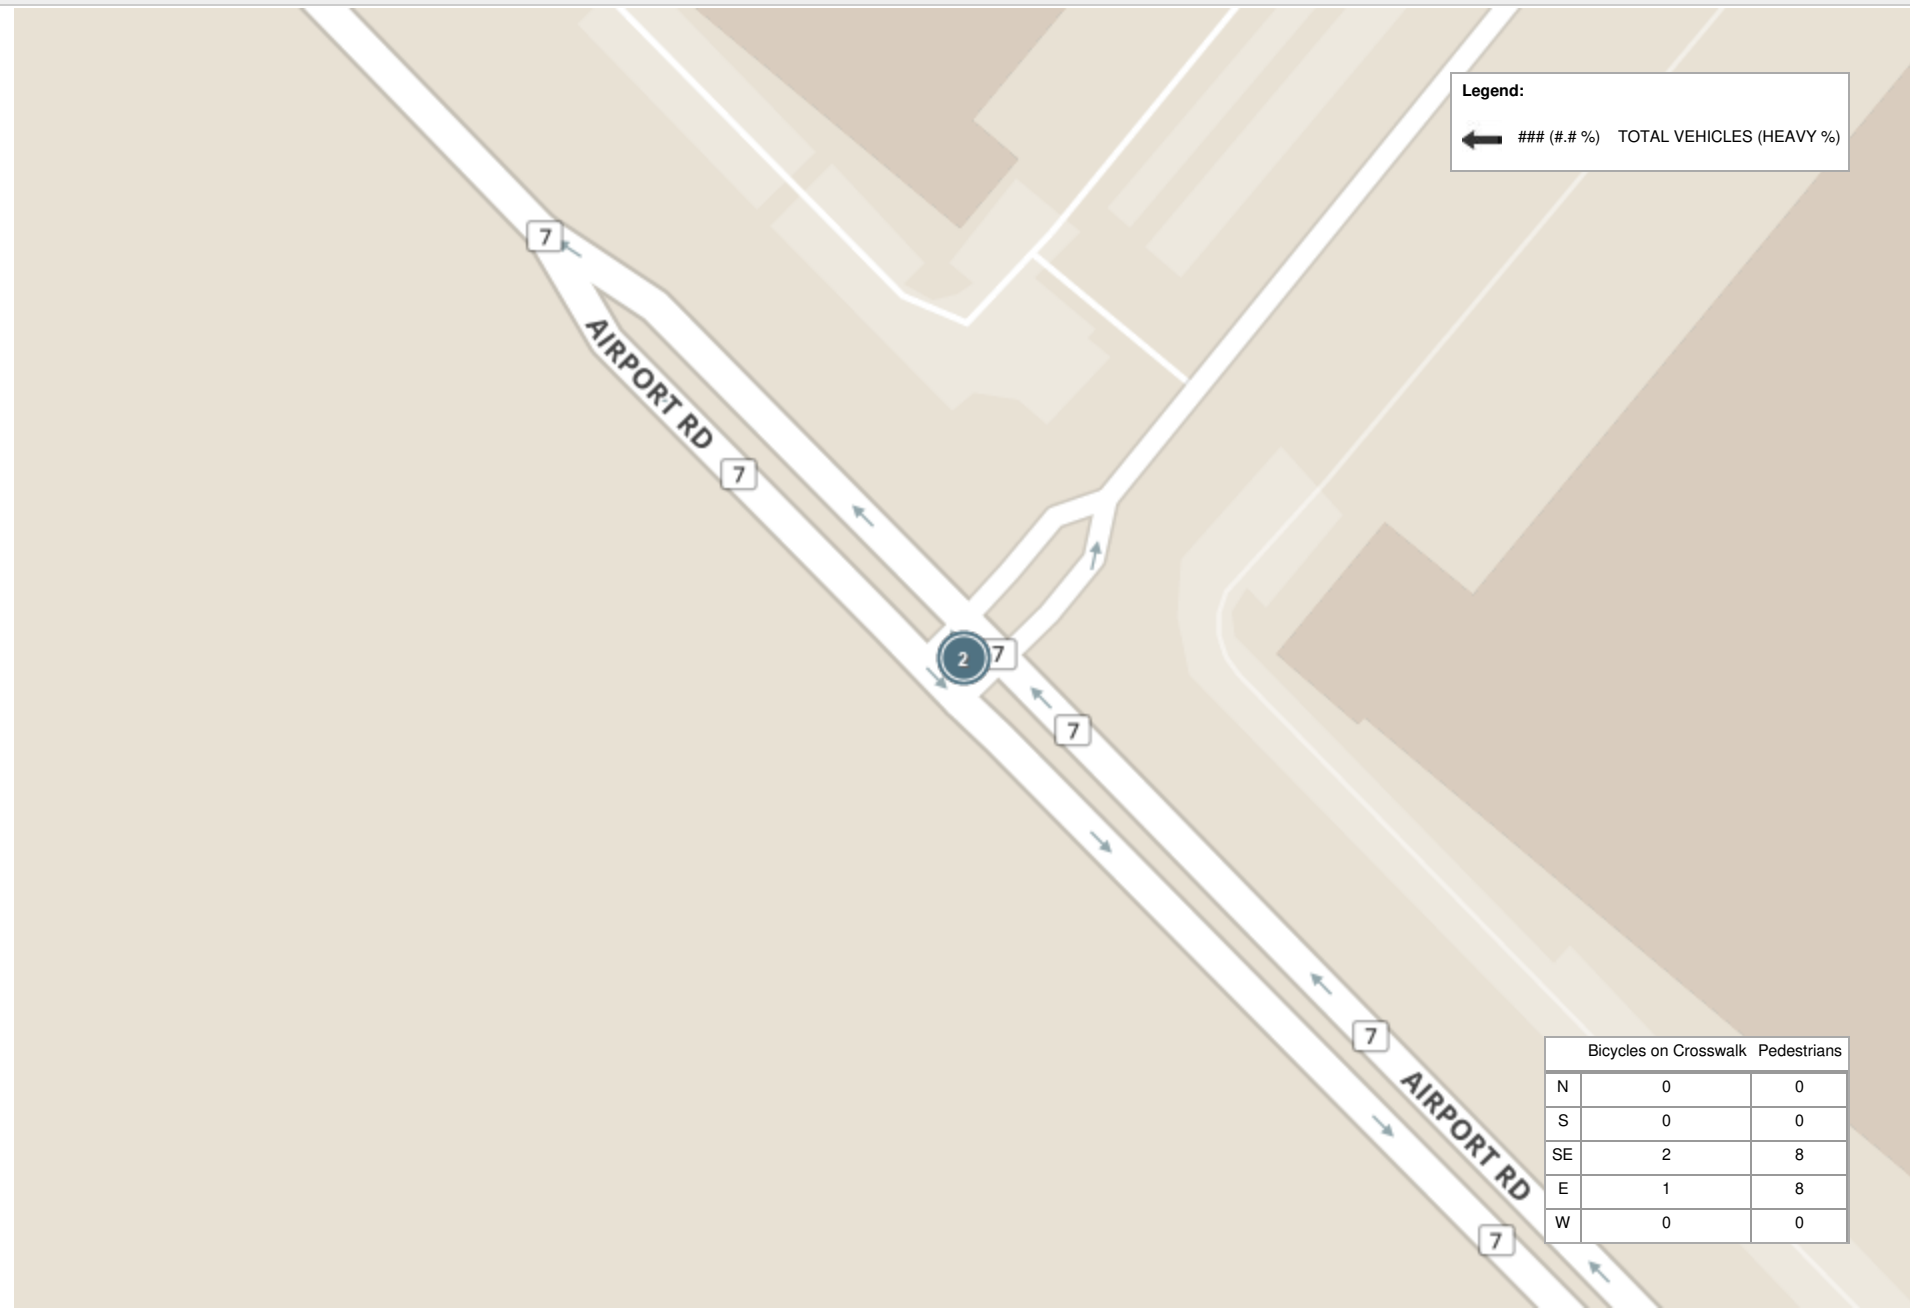 Legend:
### (#.# %) TOTAL VEHICLES (HEAVY %)
7
AIRPORT RD
7
2
7
7
7
AIRPORT RD
7
Bicycles on Crosswalk Pedestrians
N 0 0
S 0 0
SE 2 8
E 1 8
W 0 0